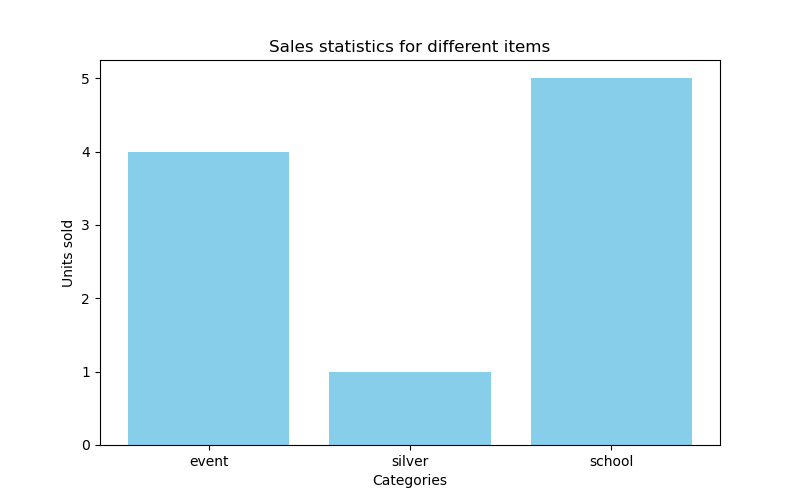 Sales statistics for different items
Units sold
5
4
3
2
1
0
event silver school
Categories